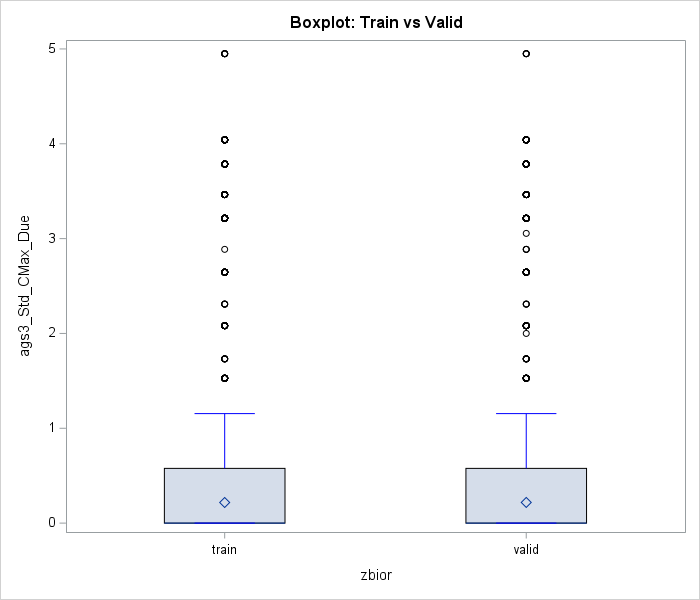 Boxplot: Train vs Valid
5
4
3
2
1
0
ags3_Std_CMax_Due
train
valid
zbior